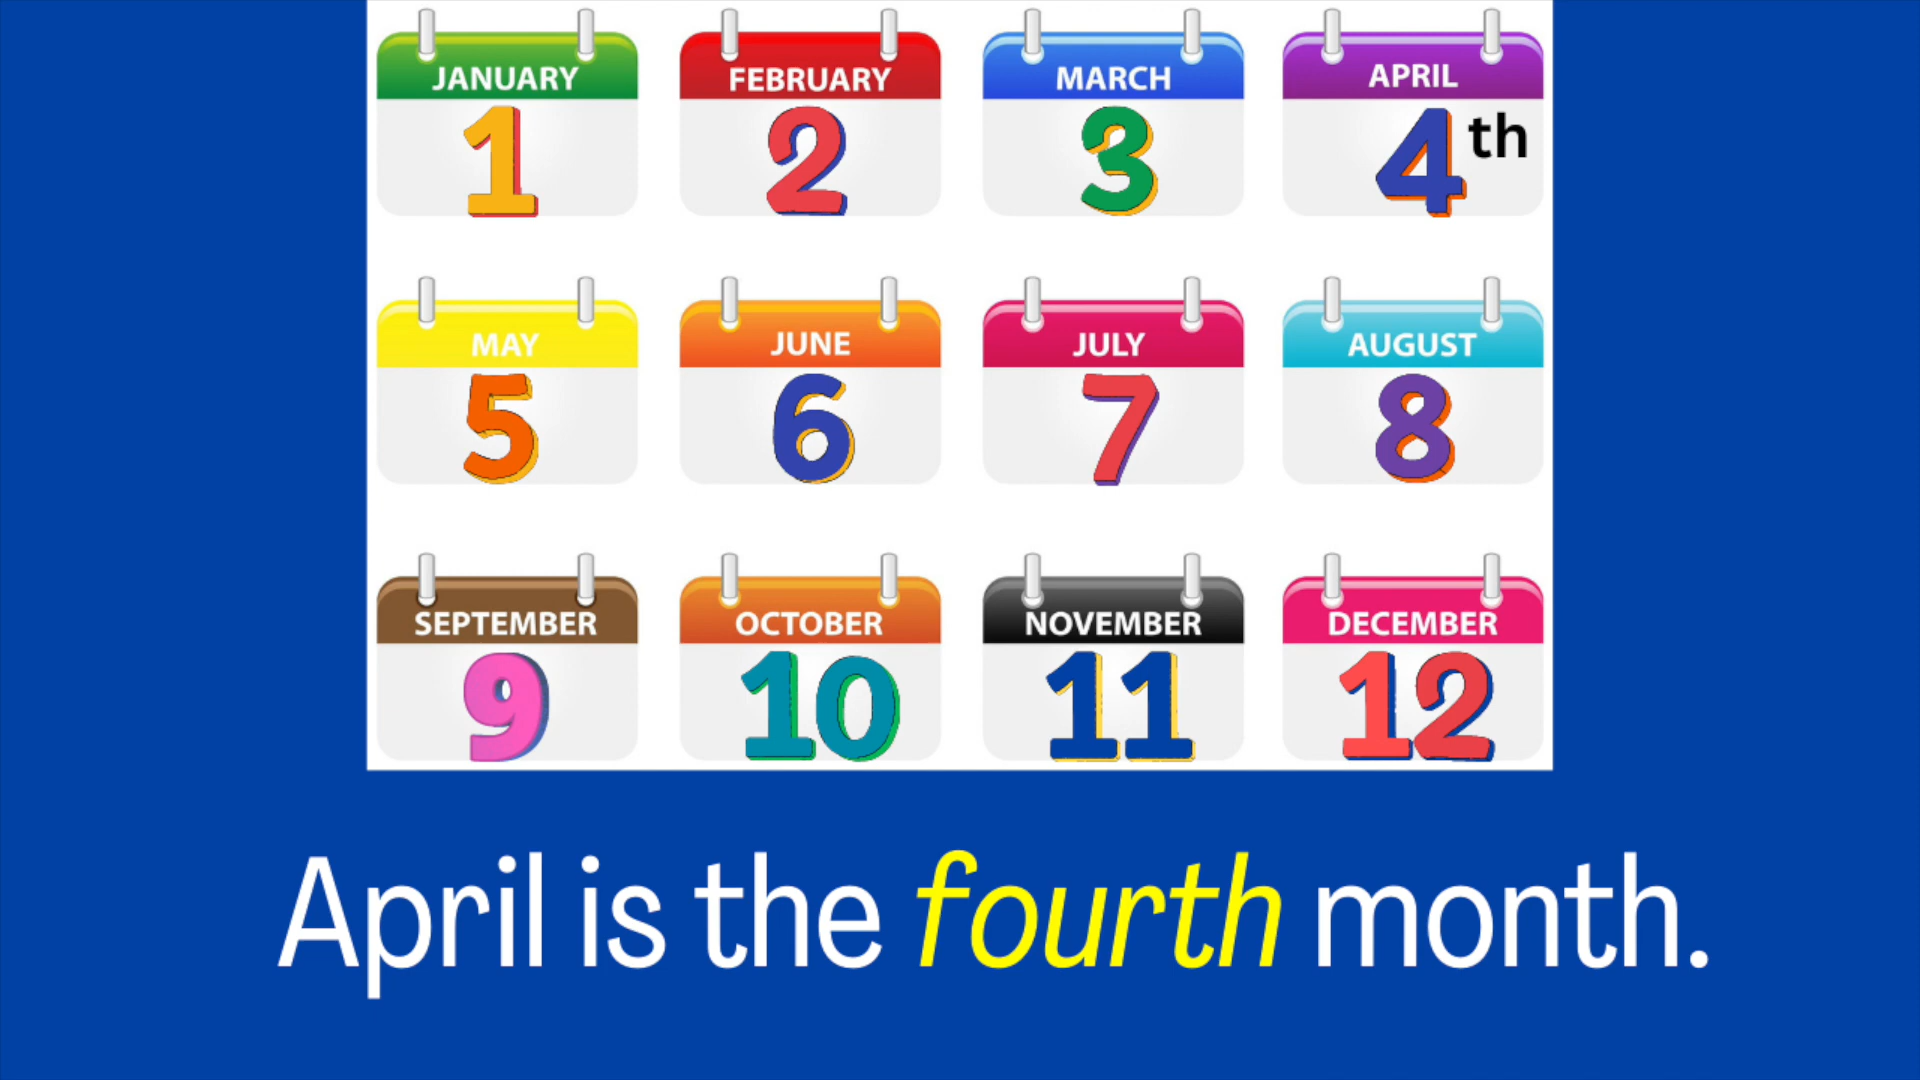 JANUARY FEBRUARY MARCH APRIL
1 2 3 4th
MAY JUNE JULY AUGUST
5 6 7 8
SEPTEMBER OCTOBER NOVEMBER DECEMBER
9 10 11 12
April is the fourth month.